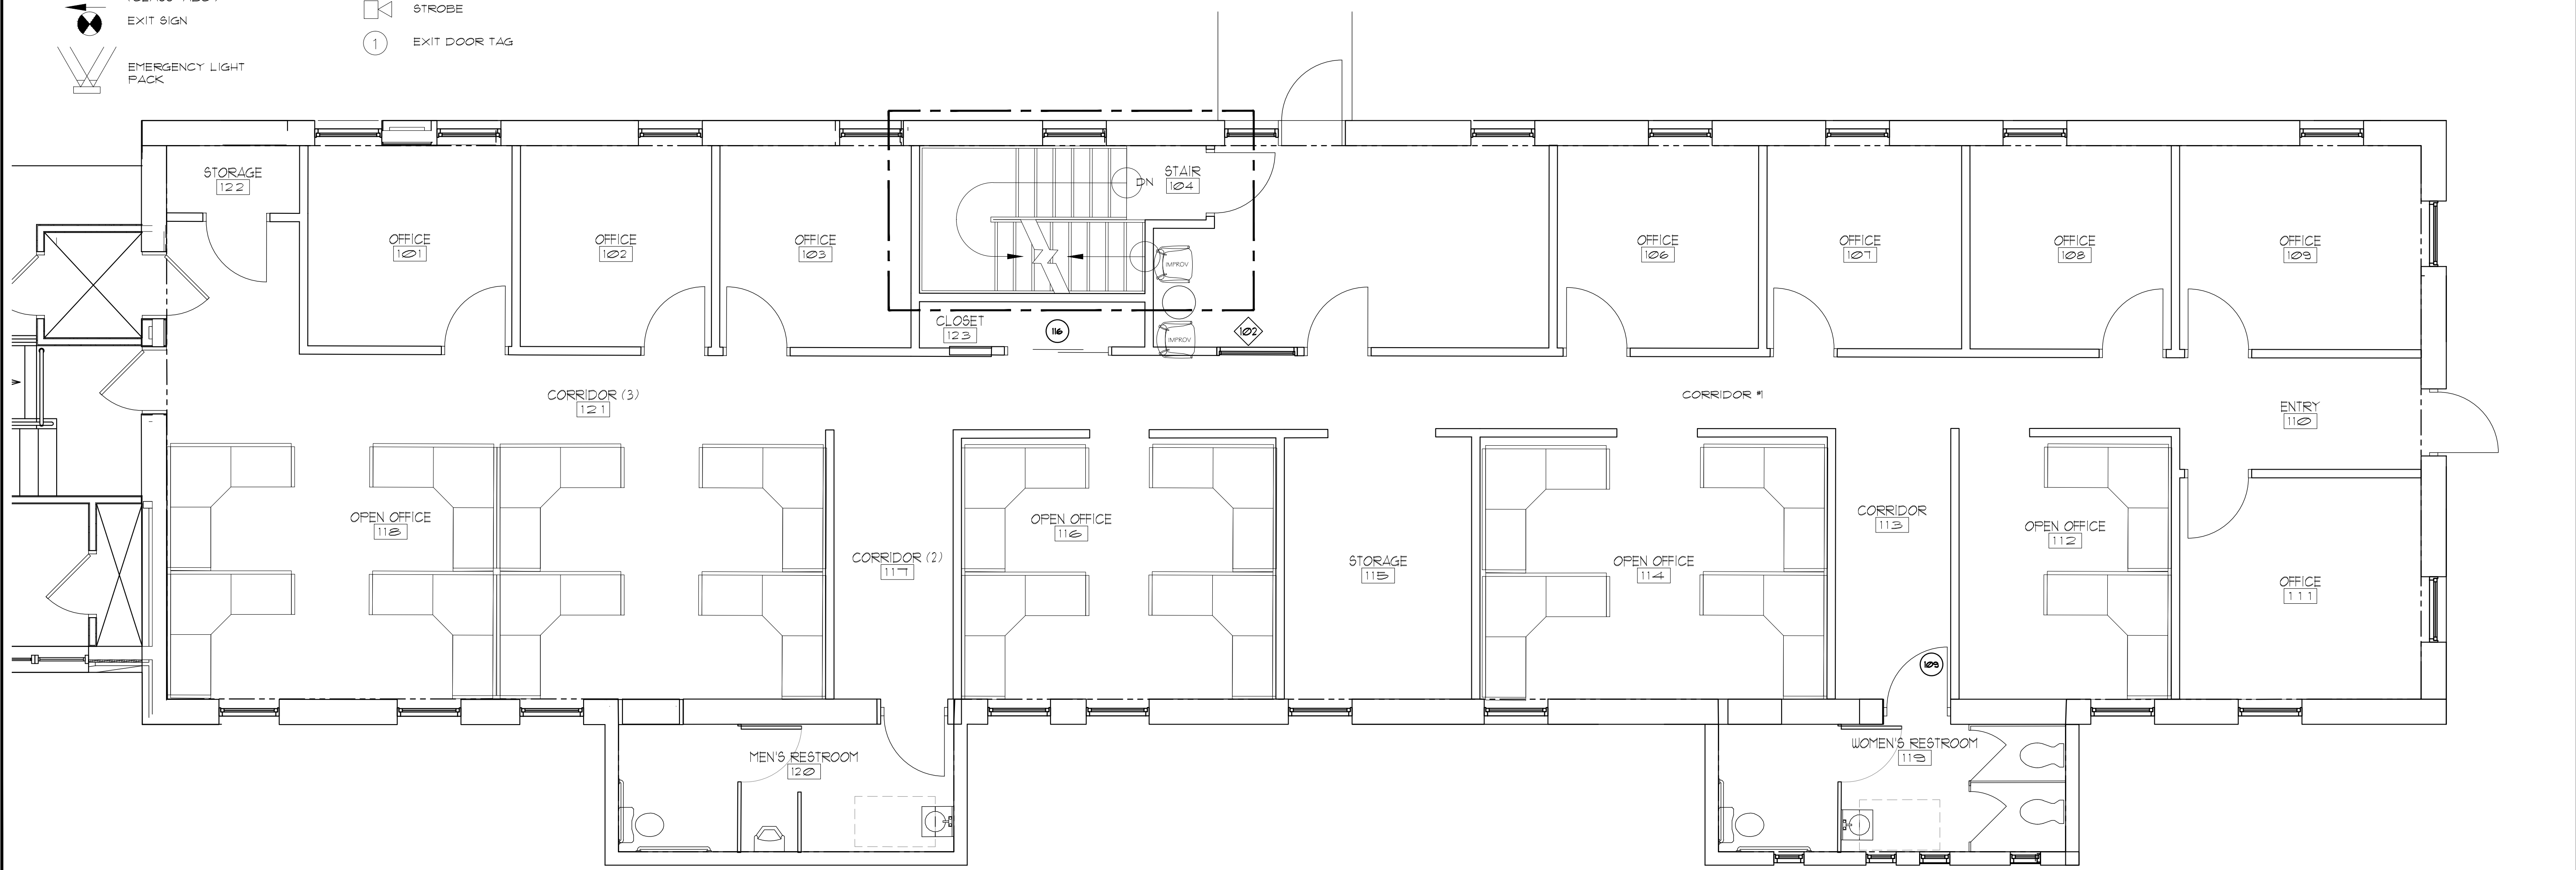 EXIT SIGN
EMERGENCY LIGHT
PACK
STROBE
1
EXIT DOOR TAG
STORAGE
122
OFFICE
101
OFFICE
102
OFFICE
103
DN
STAIR
104
IMPROV
IMPROV
CLOSET
123
116
102
OFFICE
106
OFFICE
107
OFFICE
108
OFFICE
109
CORRIDOR (3)
121
CORRIDOR #1
ENTRY
110
OPEN OFFICE
118
CORRIDOR (2)
117
OPEN OFFICE
116
STORAGE
115
OPEN OFFICE
114
CORRIDOR
113
OPEN OFFICE
112
OFFICE
111
109
MEN'S RESTROOM
120
WOMEN'S RESTROOM
119